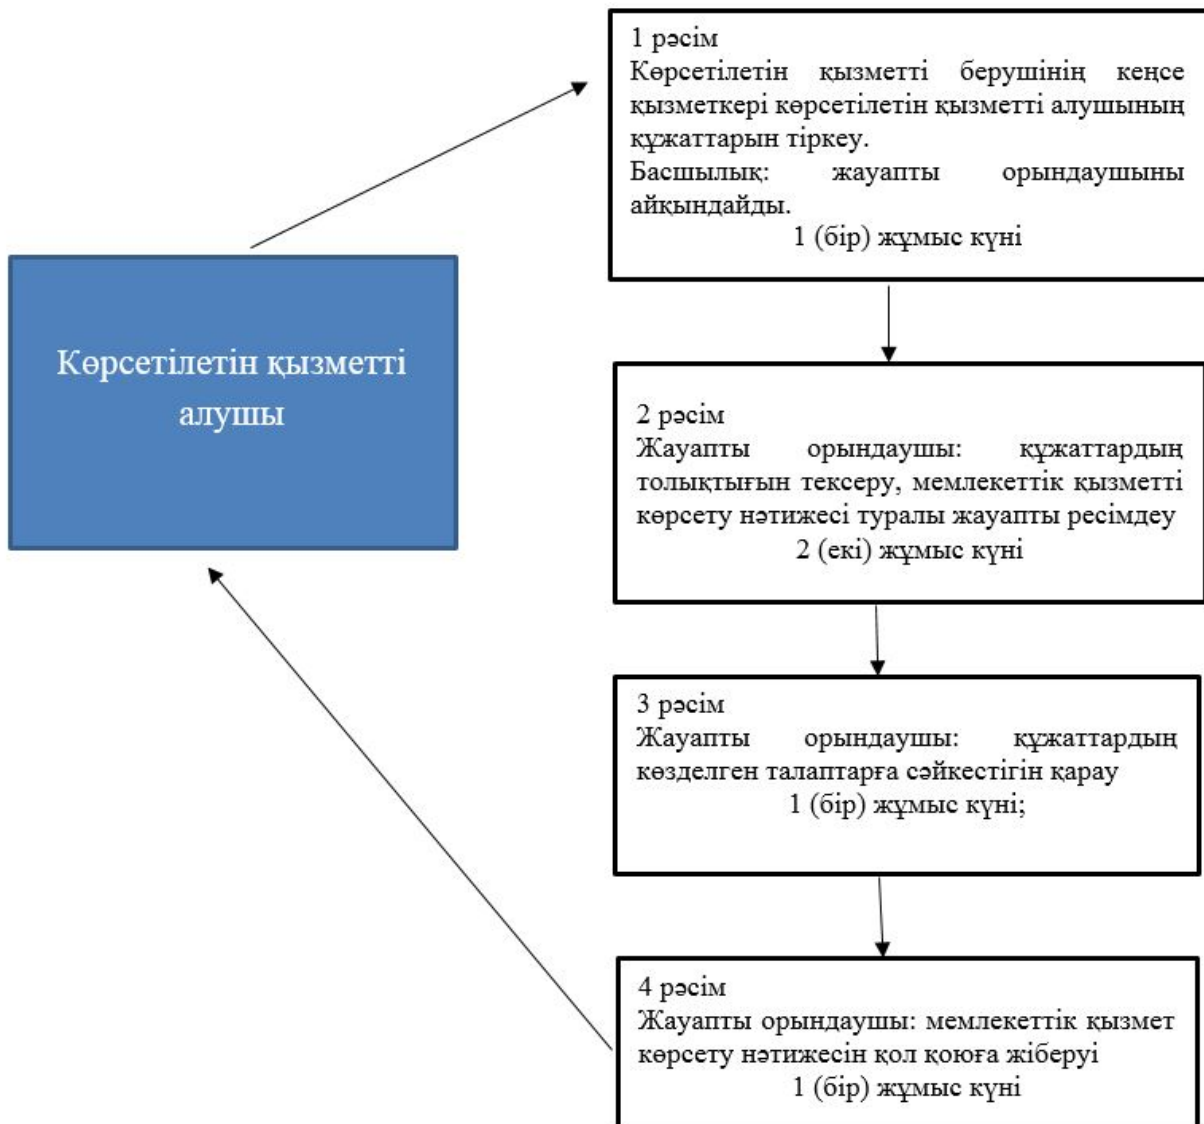 1 рәсім
Көрсетілетін қызметті берушінің кеңсе
қызметкері көрсетілетін қызметті алушының
құжаттарын тіркеу.
Басшылық: жауапты орындаушыны
айқындайды.
1 (бір) жұмыс күні
Көрсетілетін қызметті
алушы
2 рәсім
Жауапты орындаушы: құжаттардың
толықтығын тексеру, мемлекеттік қызметті
көрсету нәтижесі туралы жауапты ресімдеу
2 (екі) жұмыс күні
3 рәсім
Жауапты орындаушы: құжаттардың
көзделген талаптарға сәйкестігін қарау
1 (бір) жұмыс күні;
4 рәсім
Жауапты орындаушы: мемлекеттік қызмет
көрсету нәтижесін қол қоюға жіберуі
1 (бір) жұмыс күні